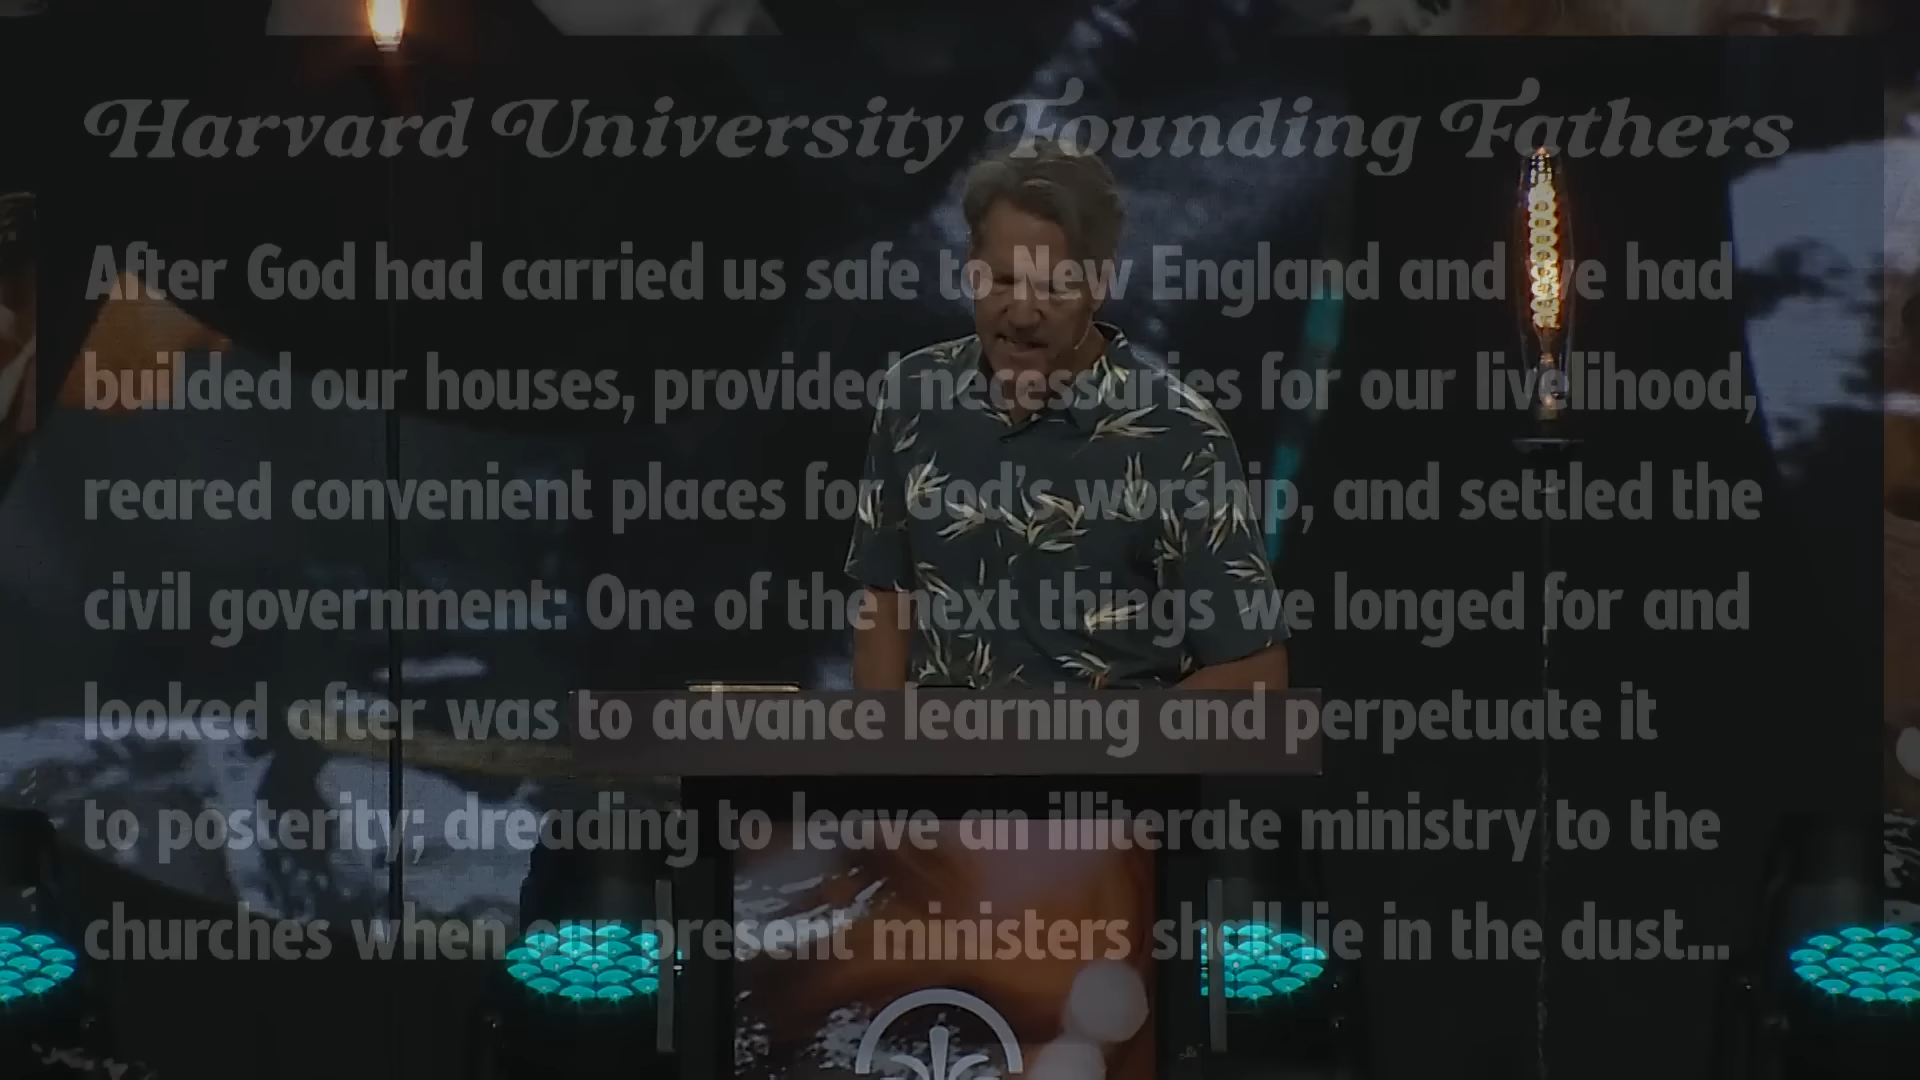 Harvard University Founding Fathers
After God had carried us safe to New England and we had
builded our houses, provided necessaries for our livelihood,
reared convenient places for God's worship, and settled the
civil government: One of the next things we longed for and
looked after was to advance learning and perpetuate it
to posterity; dreading to leave an illiterate ministry to the
churches when our present ministers shall lie in the dust...